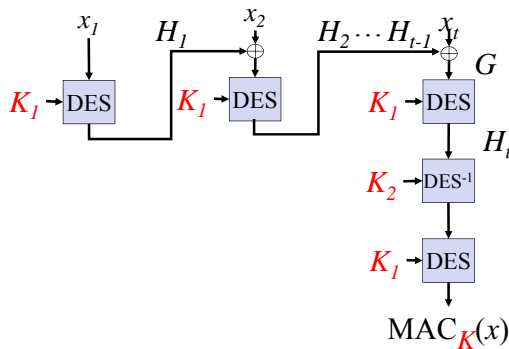 x₁ H₁ x₂ H₂ ⋯ Hₜ₋₁ xₜ
G
K₁ DES K₁ DES K₁ DES
Hₜ
K₂ DES⁻¹
K₁ DES
MAC_K(x)